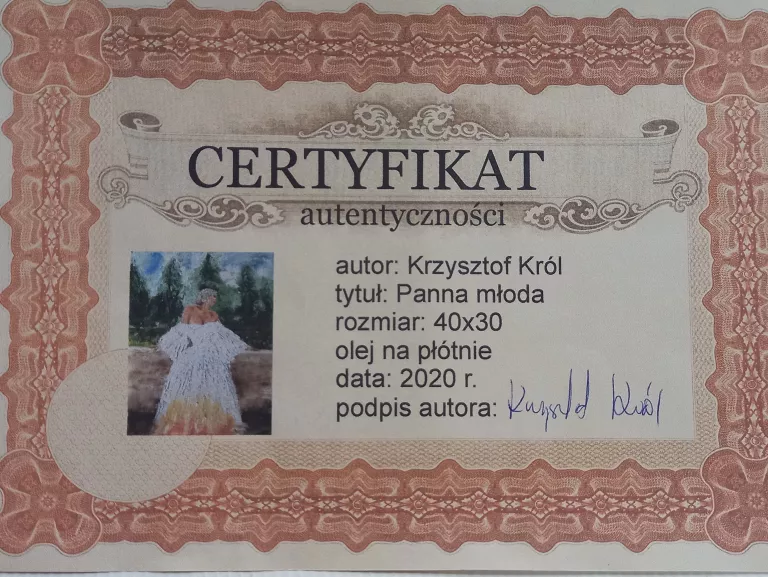 CERTYFIKAT
autentyczności
autor: Krzysztof Król
tytuł: Panna młoda
rozmiar: 40x30
olej na płótnie
data: 2020 r.
podpis autora: Krzysztof Król